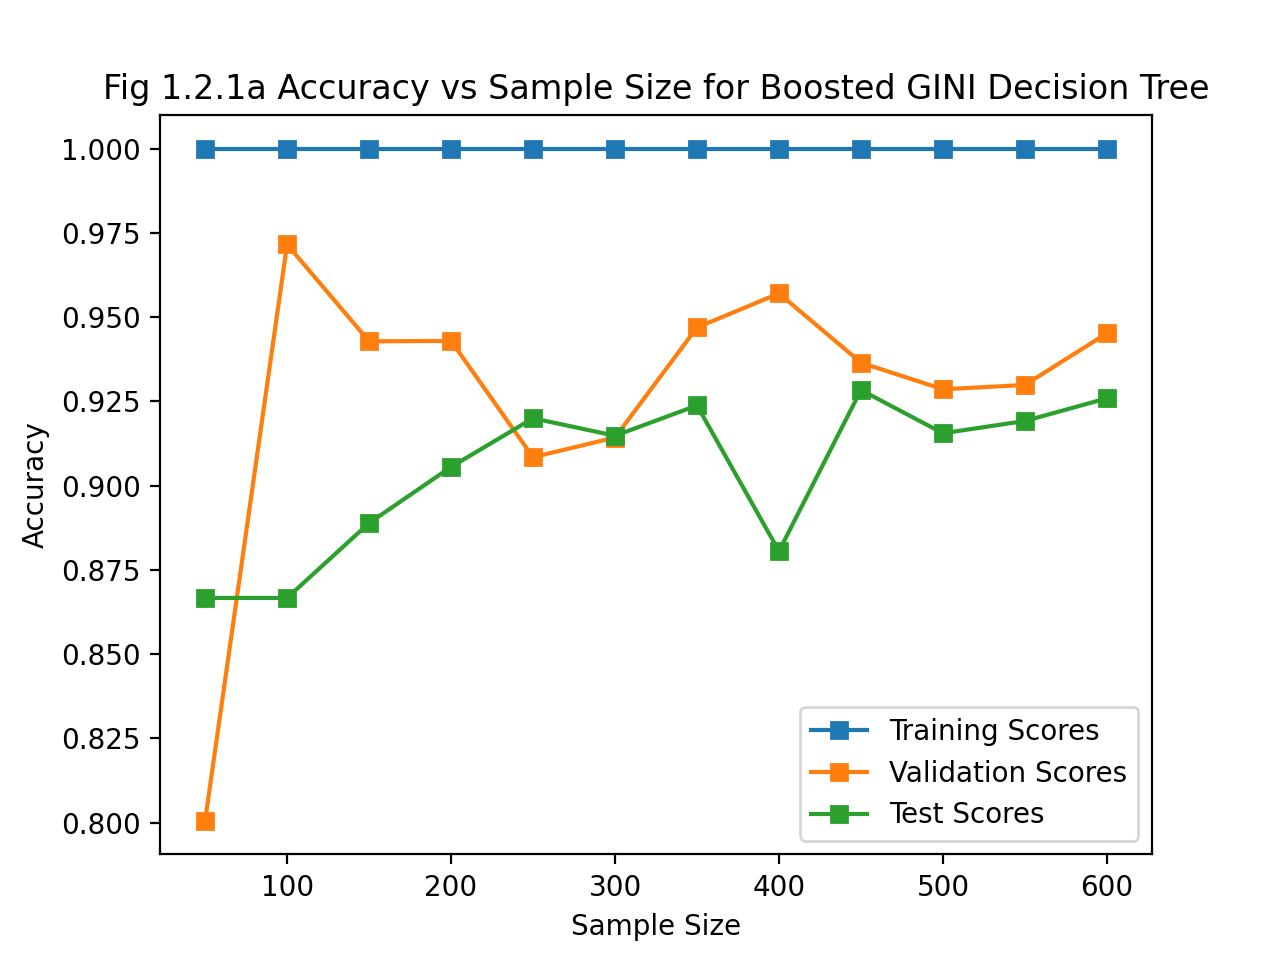 Fig 1.2.1a Accuracy vs Sample Size for Boosted GINI Decision Tree
1.000
0.975
0.950
0.925
0.900
0.875
0.850
0.825
0.800
Accuracy
Training Scores
Validation Scores
Test Scores
100 200 300 400 500 600
Sample Size